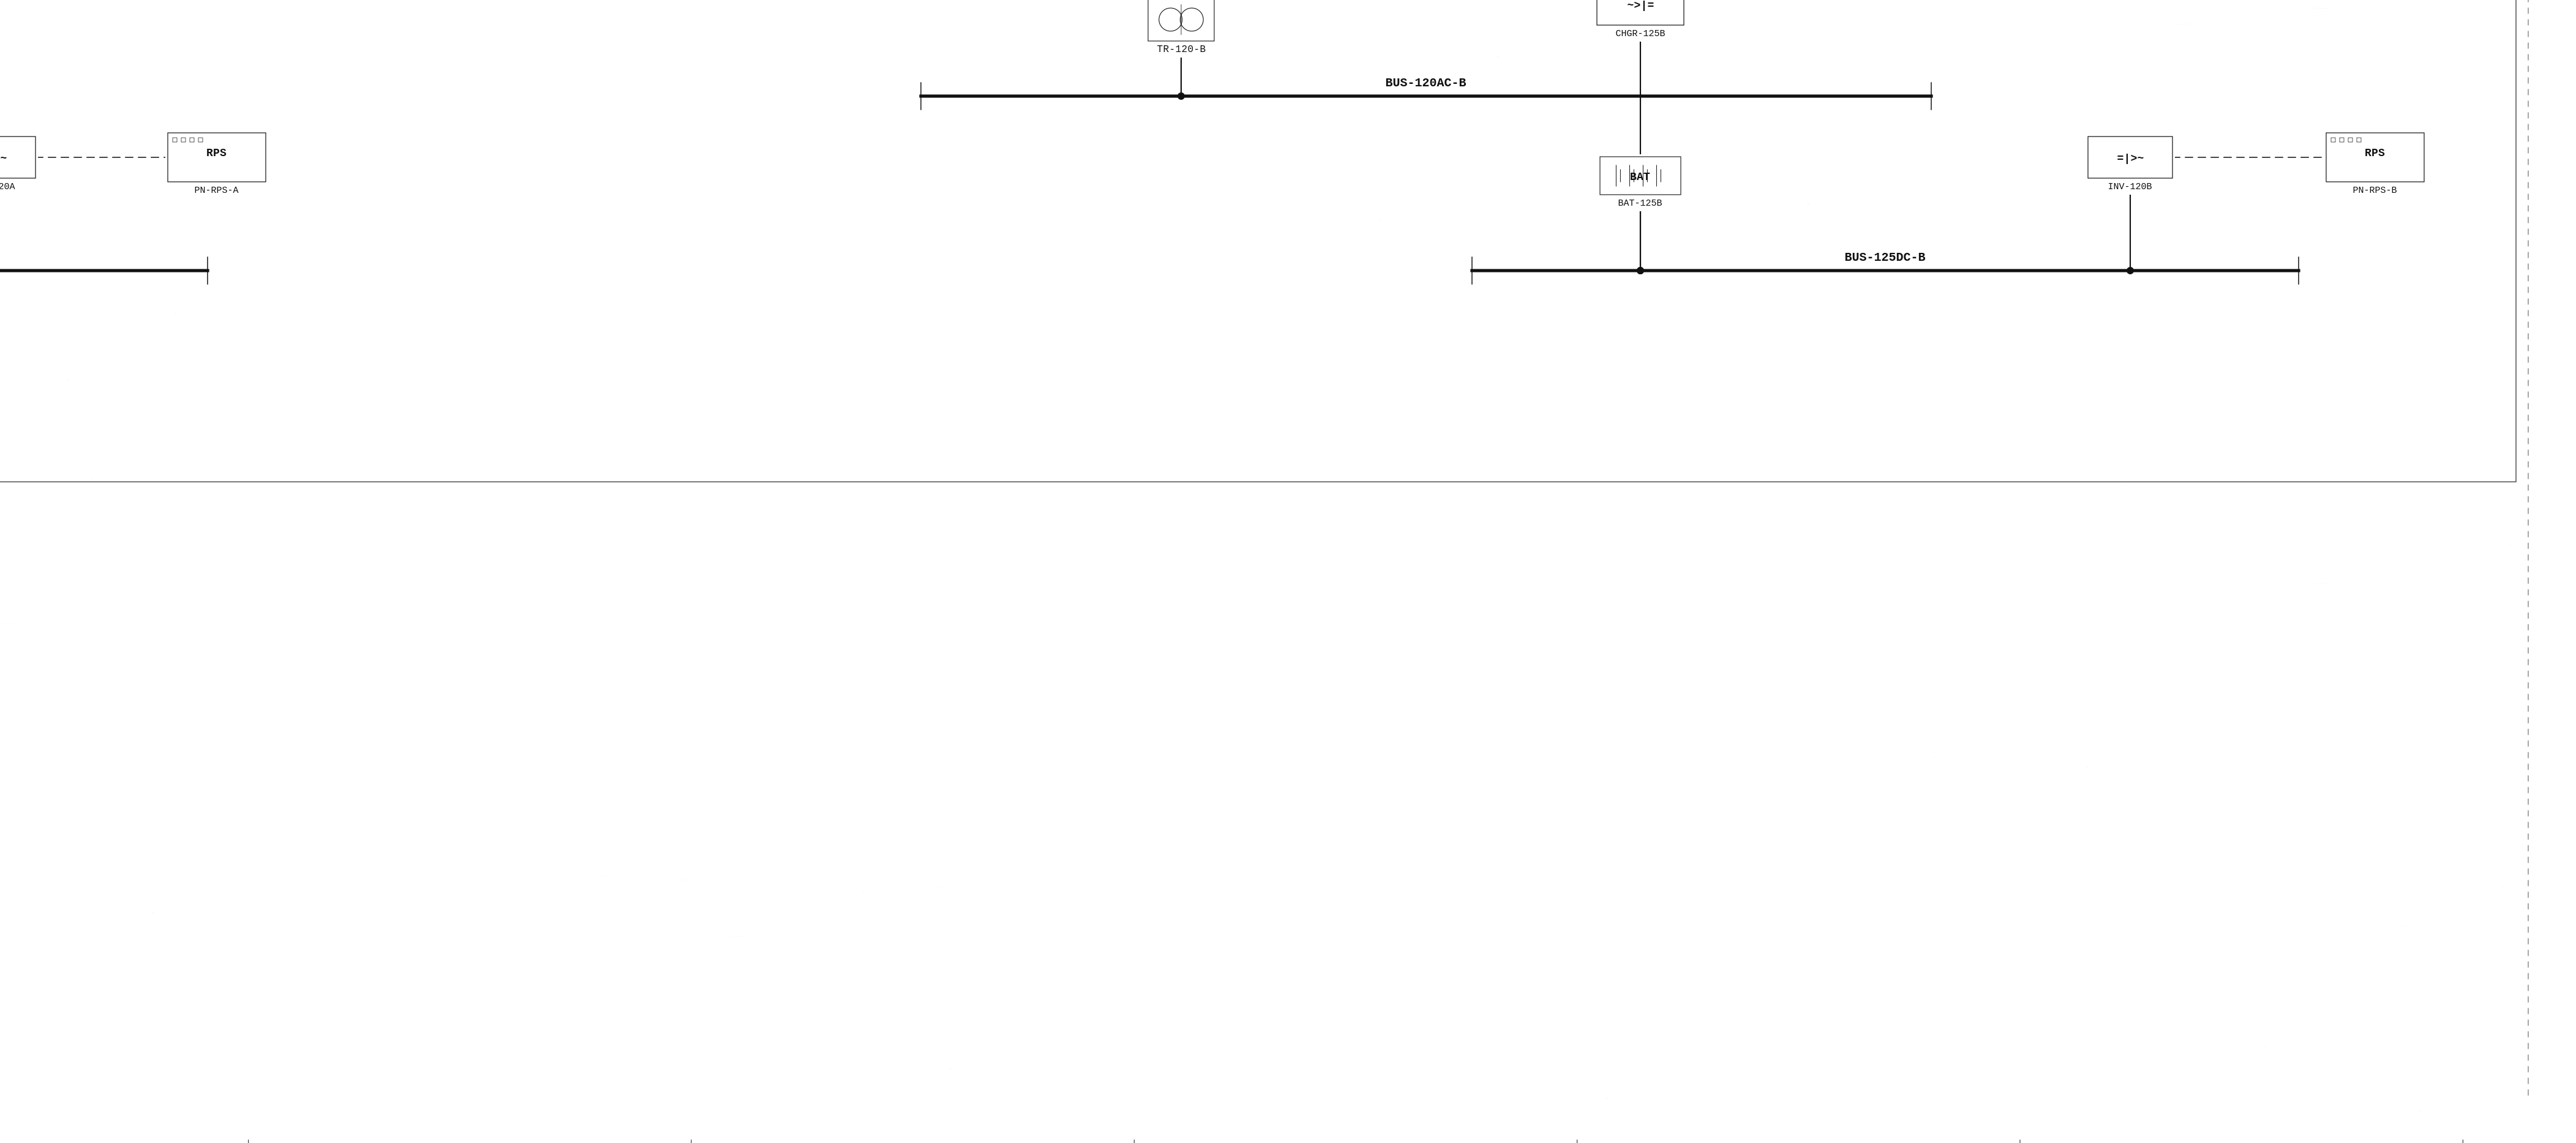 ~>|=
CHGR-125B
TR-120-B
BUS-120AC-B
~
20A
RPS
PN-RPS-A
BAT
BAT-125B
=|>~
INV-120B
RPS
PN-RPS-B
BUS-125DC-B